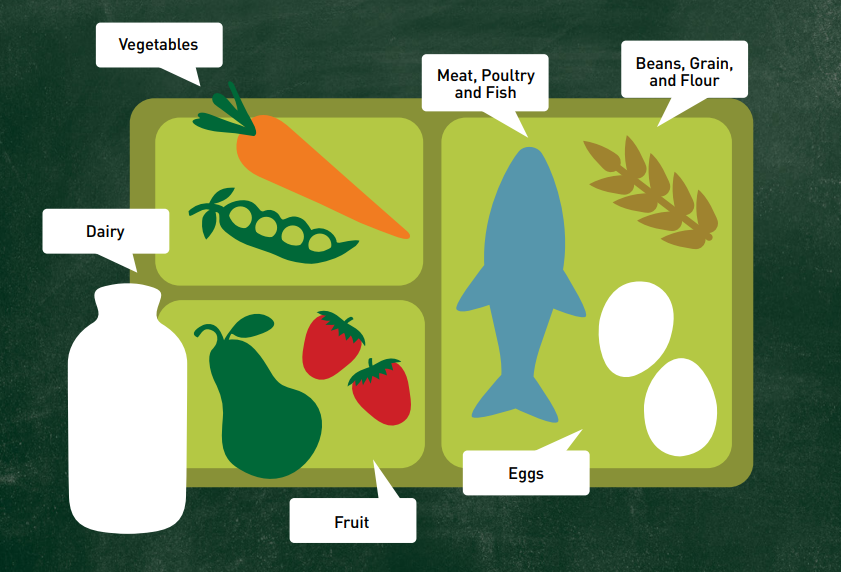 Vegetables
Meat, Poultry
and Fish
Beans, Grain,
and Flour
Dairy
Eggs
Fruit